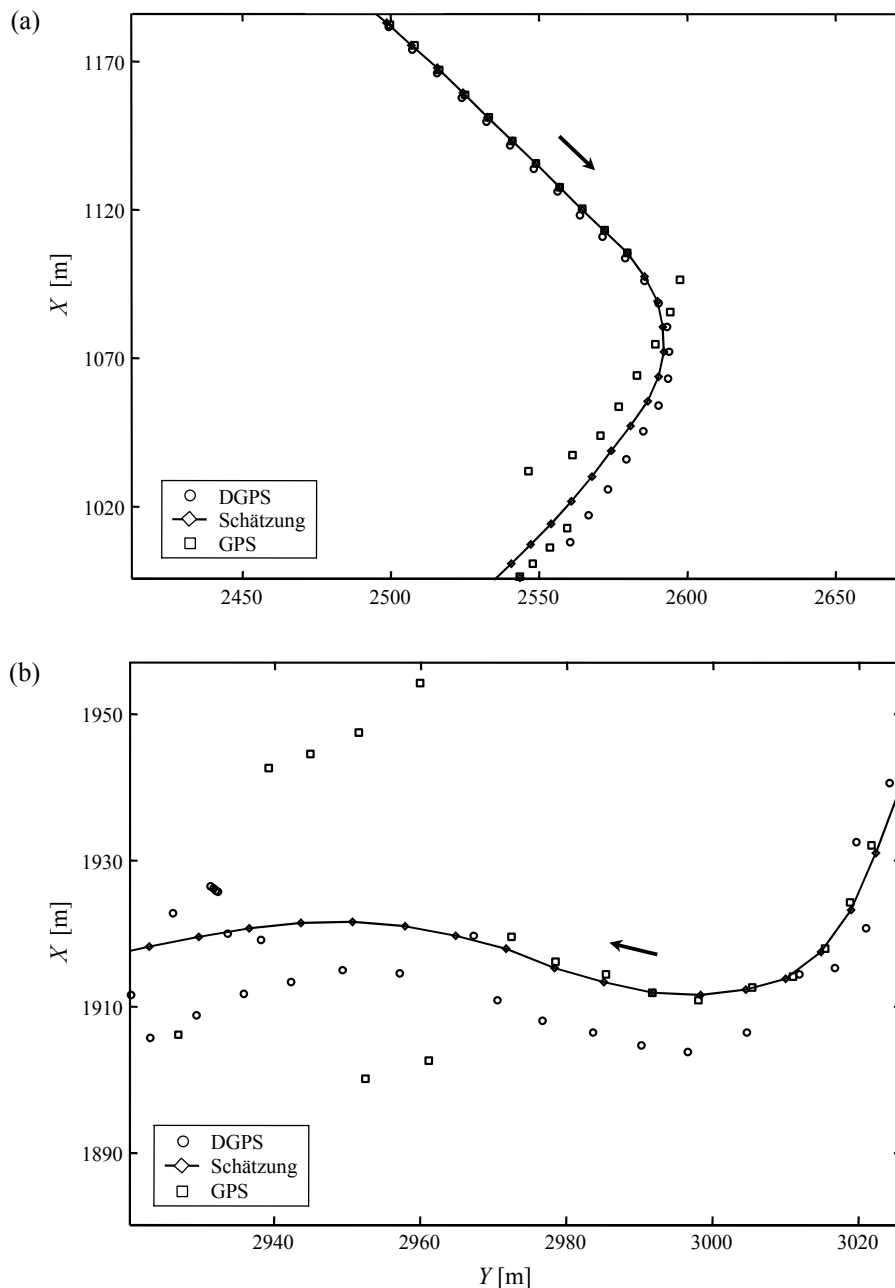 (a)
1170
1120
X [m]
1070
1020
DGPS
Schätzung
GPS
2450 2500 2550 2600 2650
(b)
1950
1930
X [m]
1910
1890
DGPS
Schätzung
GPS
2940 2960 2980 3000 3020
Y [m]